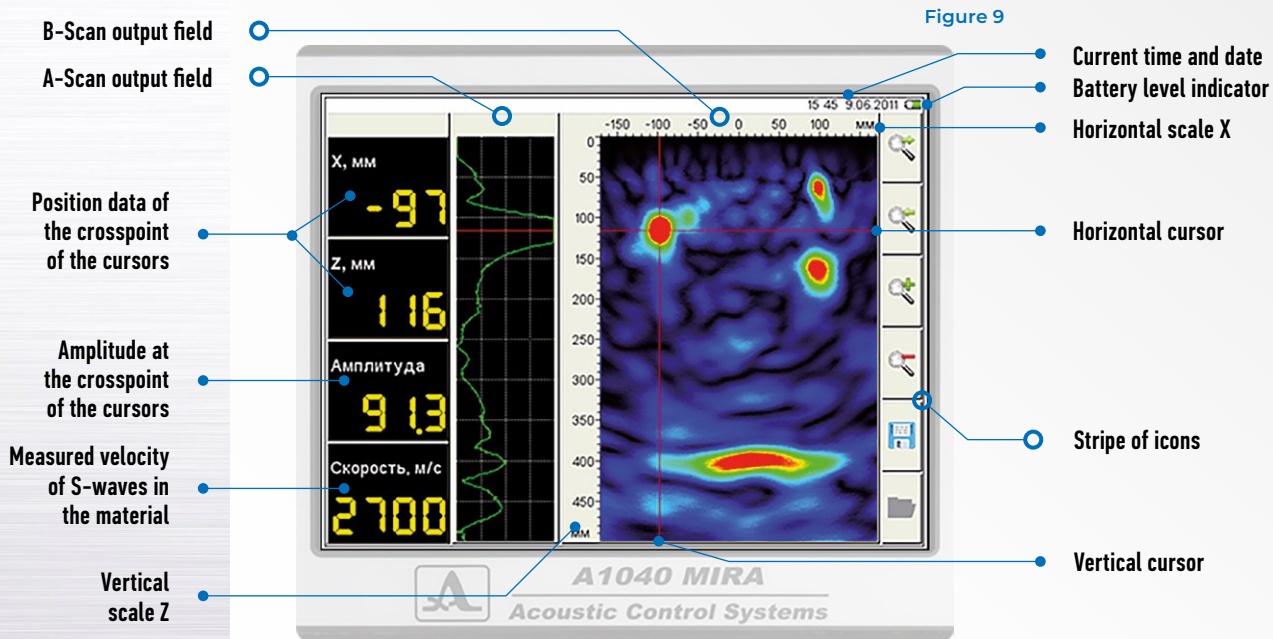 Figure 9
B-Scan output field
A-Scan output field
Position data of
the crosspoint
of the cursors
Amplitude at
the crosspoint
of the cursors
Measured velocity
of S-waves in
the material
Vertical
scale Z
15 45 9.06.2011
X, мм
-97
Z, мм
116
Амплитуда
91.3
Скорость, м/с
2700
-150 -100 -50 0 50 100 мм
0
50
100
150
200
250
300
350
400
450
мм
A1040 MIRA
Acoustic Control Systems
Current time and date
Battery level indicator
Horizontal scale X
Horizontal cursor
Stripe of icons
Vertical cursor